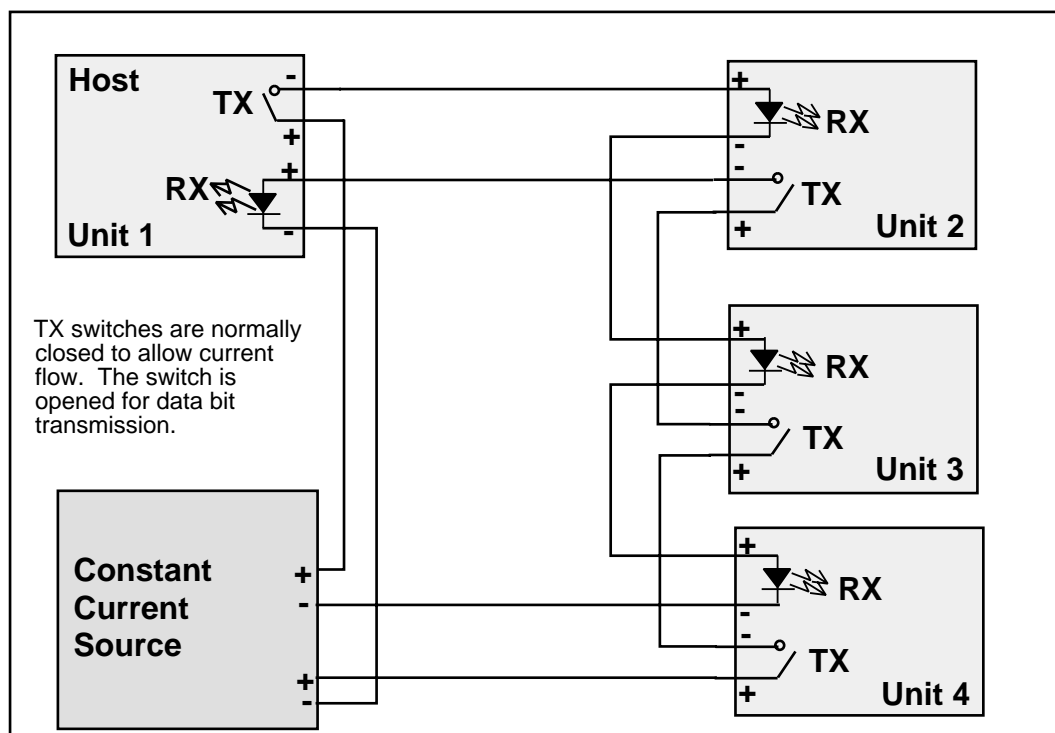 Host
-
TX
+
+
RX
-
Unit 1
+
RX
-
-
TX
+
Unit 2
TX switches are normally
closed to allow current
flow. The switch is
opened for data bit
transmission.
+
RX
-
-
TX
+
Unit 3
Constant
Current
Source
+
-
+
-
+
RX
-
-
TX
+
Unit 4